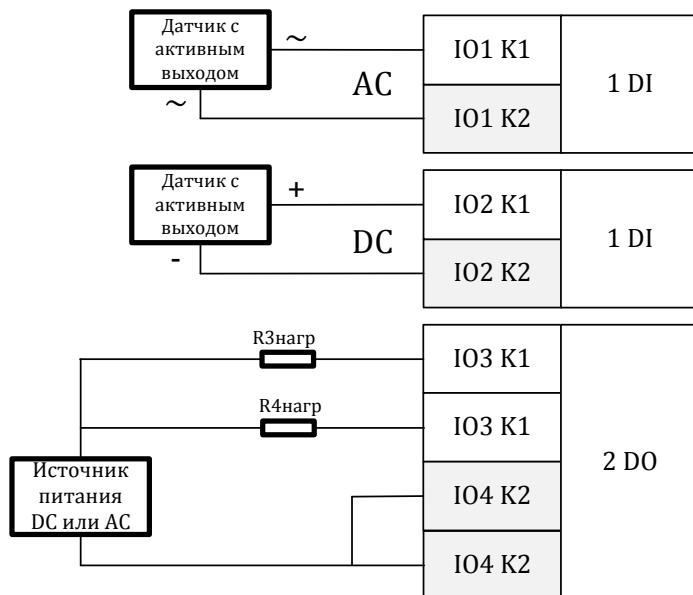 Датчик с
активным
выходом
~
~
AC
IO1 K1
IO1 K2
1 DI
Датчик с
активным
выходом
+
-
DC
IO2 K1
IO2 K2
1 DI
R3нагр
R4нагр
Источник
питания
DC или AC
IO3 K1
IO3 K1
IO4 K2
IO4 K2
2 DO